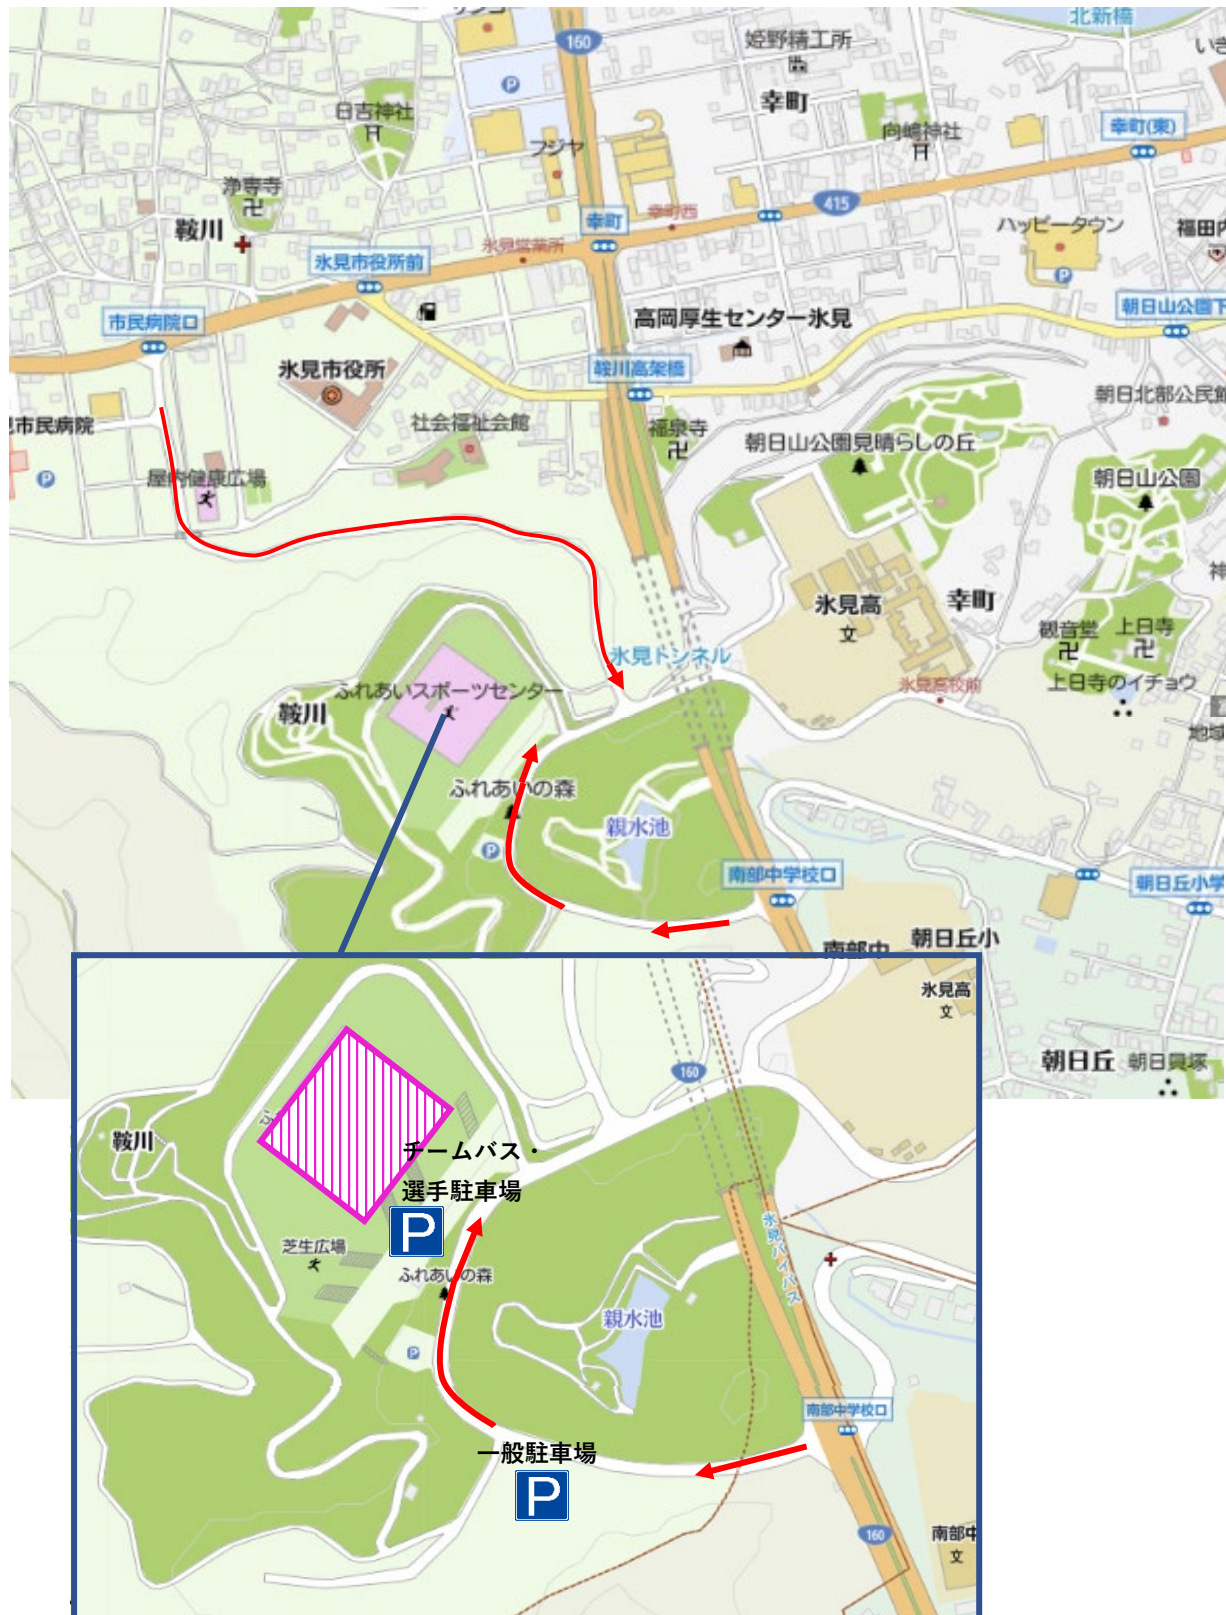 北新橋
160
姫野精工所
P
幸町
日吉神社
向嶋神社
幸町(東)
フジヤ
浄専寺
415
幸町西
幸町
ハッピータウン
鞍川
氷見営業所
氷見市役所前
P
朝日山公園下
市民病院口
高岡厚生センター氷見
鞍川高架橋
氷見市役所
朝日北部公民館
社会福祉会館
市民病院
福泉寺
朝日山公園見晴らしの丘
P
屋内健康広場
朝日山公園
氷見高
文
幸町
観音堂
上日寺
氷見トンネル
上日寺のイチョウ
氷見高校前
ふれあいスポーツセンター
鞍川
地域
ふれあいの森
親水池
P
南部中学校口
朝日丘小学
南部中
朝日丘小
氷見高
文
朝日丘
朝日貝塚
160
鞍川
チームバス・
選手駐車場
P
氷見バイパス
芝生広場
ふれあいの森
親水池
P
南部中学校口
一般駐車場
P
160
南部中
文